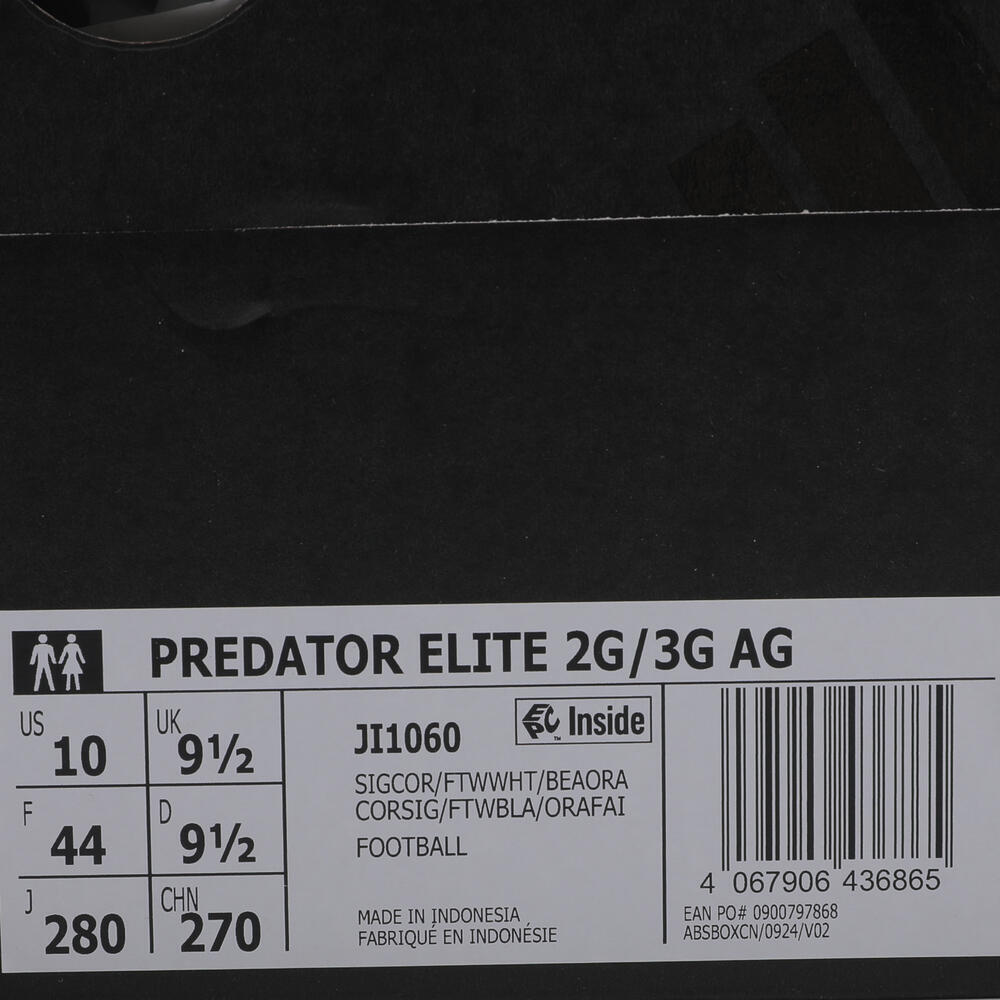 PREDATOR ELITE 2G/3G AG
US 10
UK 9½
F 44
D 9½
J 280
CHN 270
JI1060
EPC Inside
™
SIGCOR/FTWWHT/BEAORA
CORSIG/FTWBLA/ORAFAI
FOOTBALL
MADE IN INDONESIA
FABRIQUÉ EN INDONÉSIE
4 067906 436865
EAN PO# 0900797868
ABSBOXCN/0924/V02